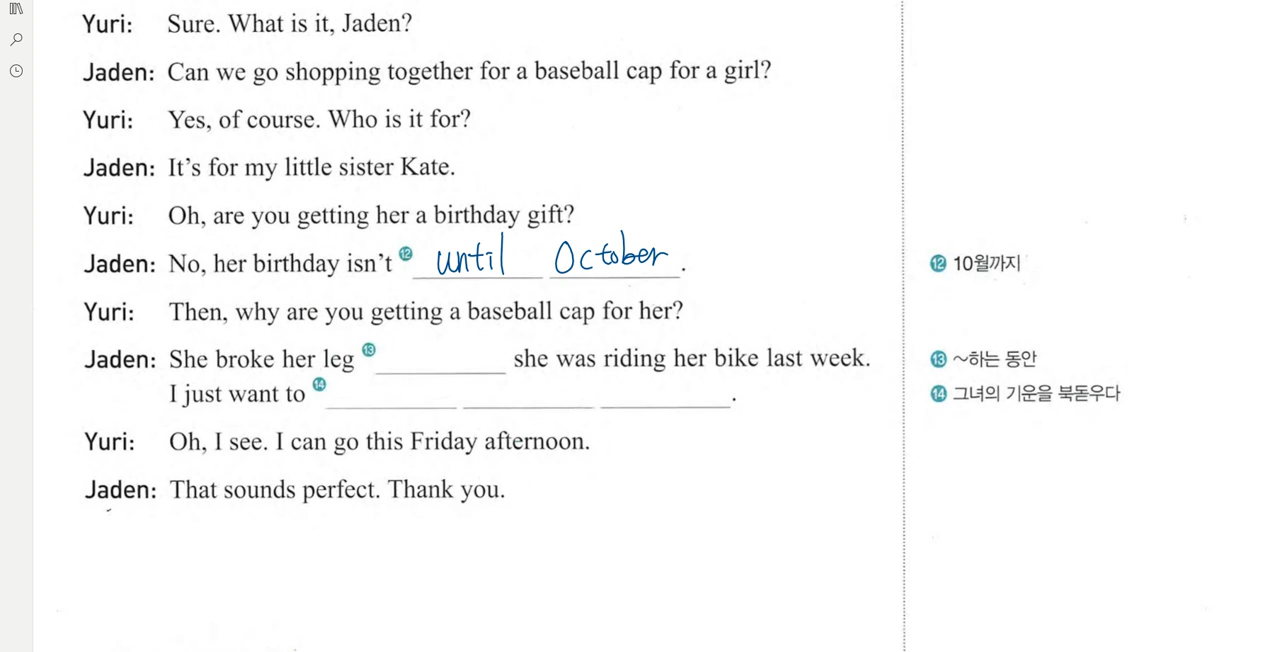 Yuri: Sure. What is it, Jaden?
Jaden: Can we go shopping together for a baseball cap for a girl?
Yuri: Yes, of course. Who is it for?
Jaden: It's for my little sister Kate.
Yuri: Oh, are you getting her a birthday gift?
Jaden: No, her birthday isn't ⑫ until October.
⑫ 10월까지
Yuri: Then, why are you getting a baseball cap for her?
Jaden: She broke her leg ⑬ ________ she was riding her bike last week.
⑬ ~하는 동안
I just want to ⑭ ________ ________ ________.
⑭ 그녀의 기운을 북돋우다
Yuri: Oh, I see. I can go this Friday afternoon.
Jaden: That sounds perfect. Thank you.